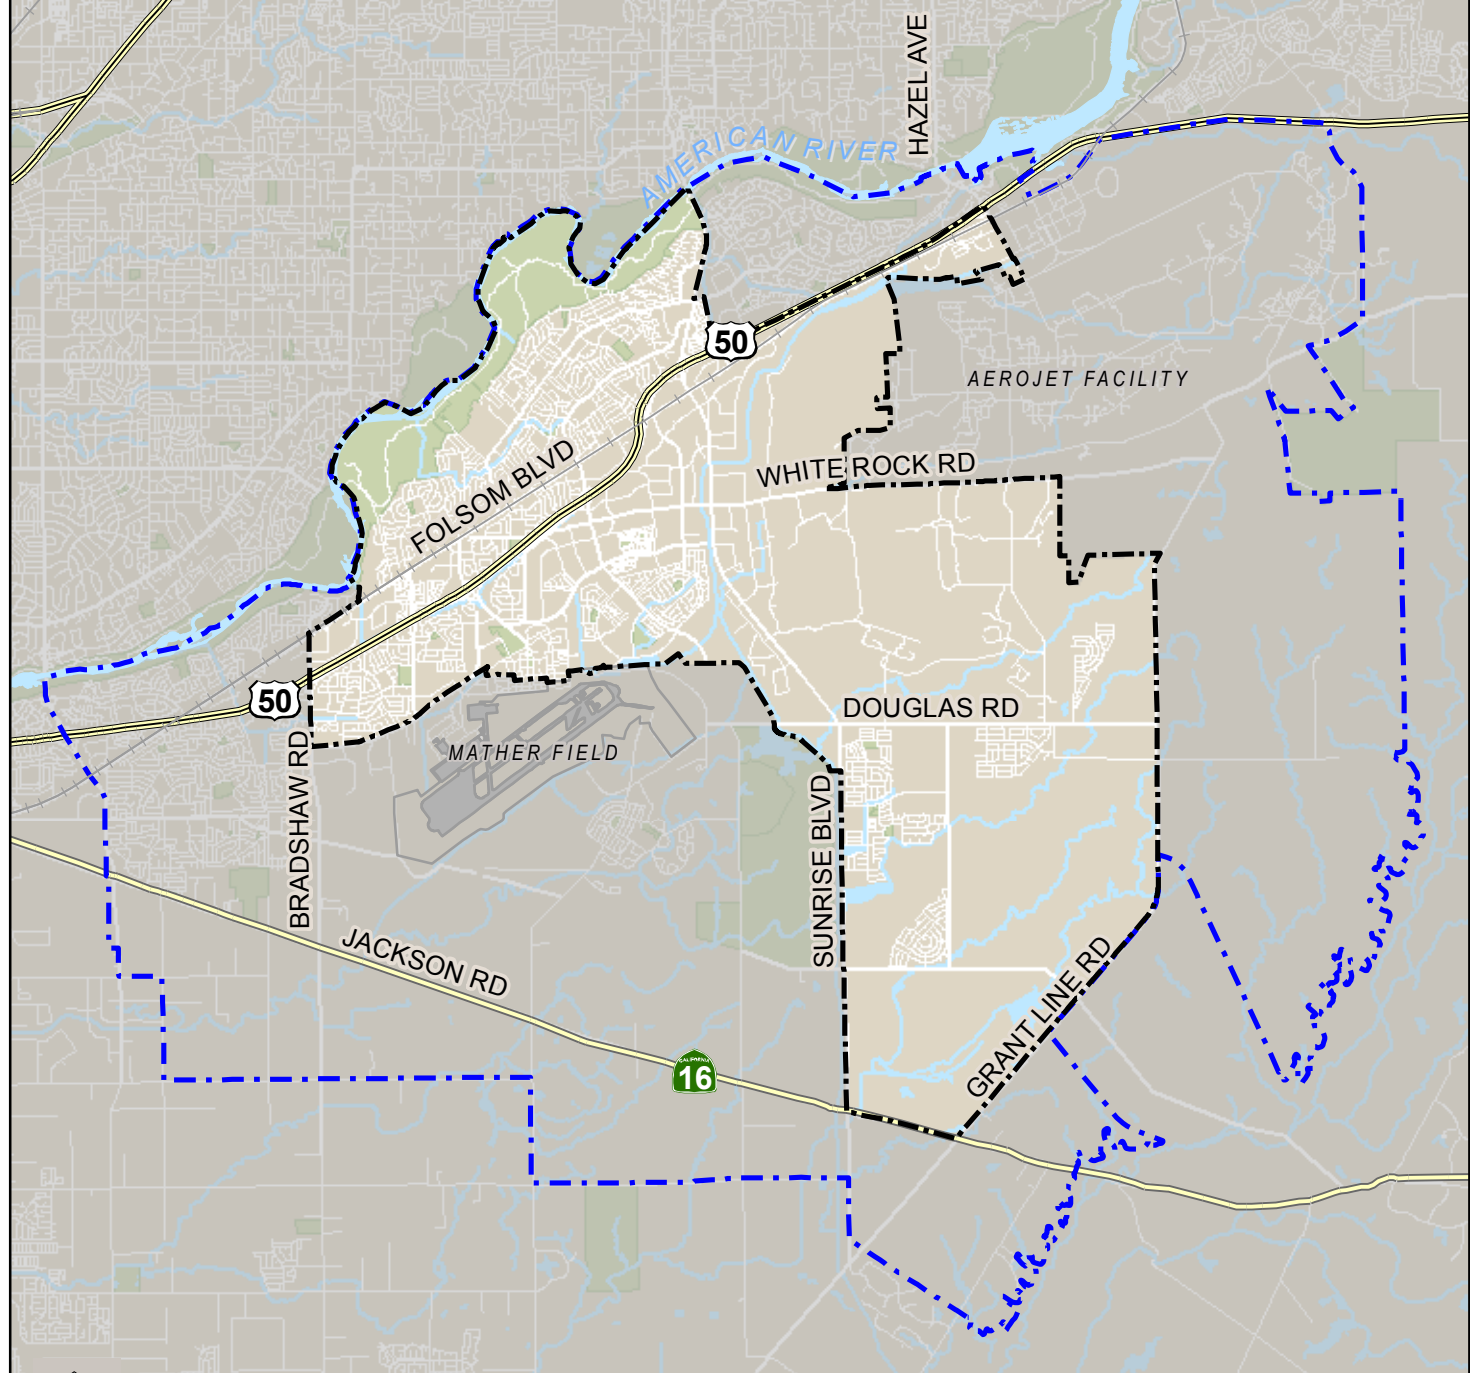 HAZEL AVE
AMERICAN RIVER
50
AEROJET FACILITY
FOLSOM BLVD
WHITE ROCK RD
50
DOUGLAS RD
MATHER FIELD
BRADSHAW RD
SUNRISE BLVD
JACKSON RD
GRANT LINE RD
CALIFORNIA
16